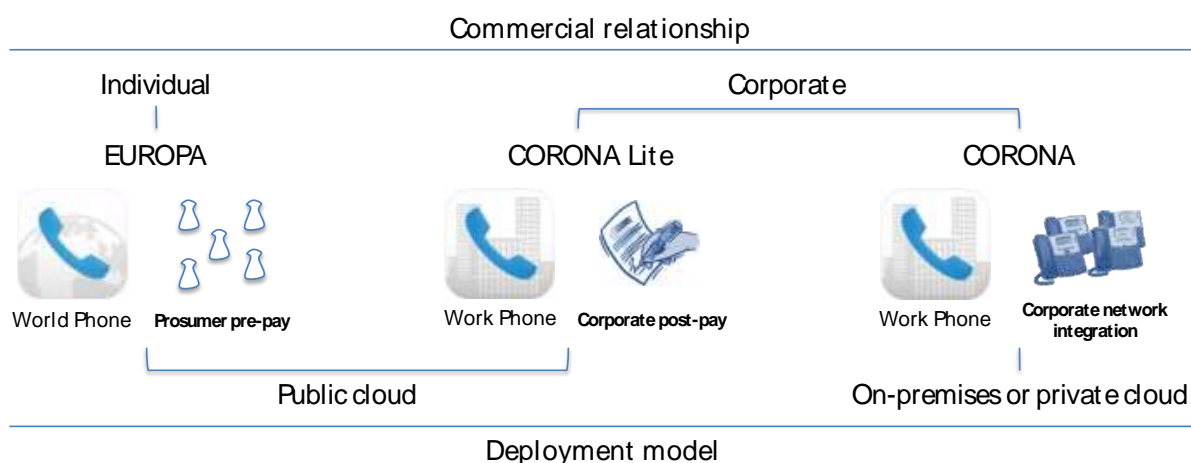 Commercial relationship
Individual
Corporate
EUROPA
CORONA Lite
CORONA
World Phone
Prosumer pre-pay
Work Phone
Corporate post-pay
Work Phone
Corporate network
integration
Public cloud
On-premises or private cloud
Deployment model